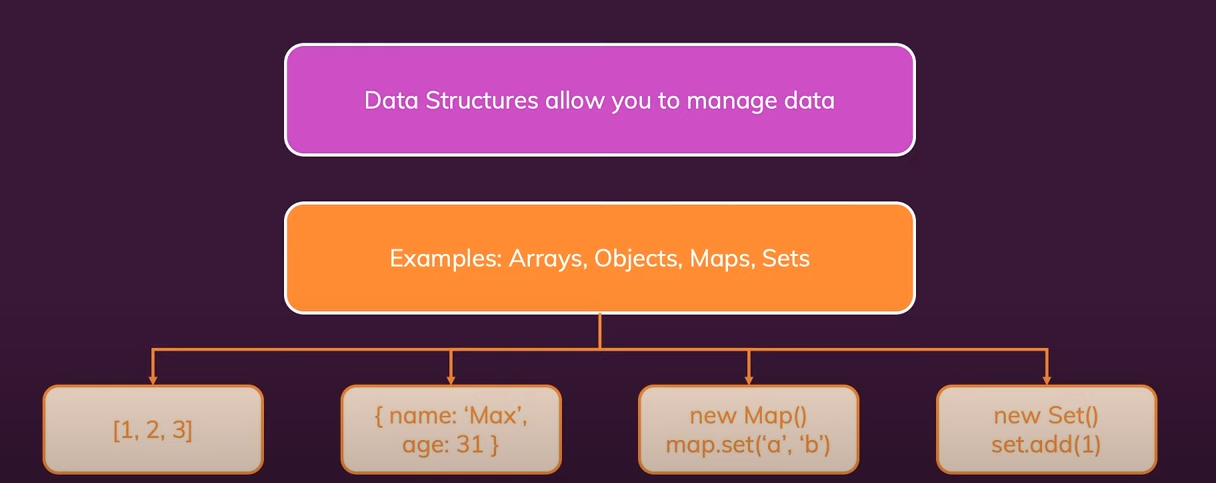 Data Structures allow you to manage data
Examples: Arrays, Objects, Maps, Sets
[1, 2, 3]
{ name: ‘Max’,
age: 31 }
new Map()
map.set(‘a’, ‘b’)
new Set()
set.add(1)